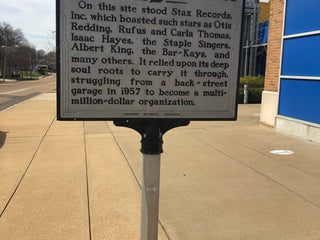 On this site stood Stax Records,
Inc. which boasted such stars as Otis
Redding, Rufus and Carla Thomas,
Isaac Hayes, the Staple Singers,
Albert King, the Bar-Kays, and
many others. It relied upon its deep
soul roots to carry it through,
struggling from a back-street
garage in 1957 to become a multi-
million-dollar organization.